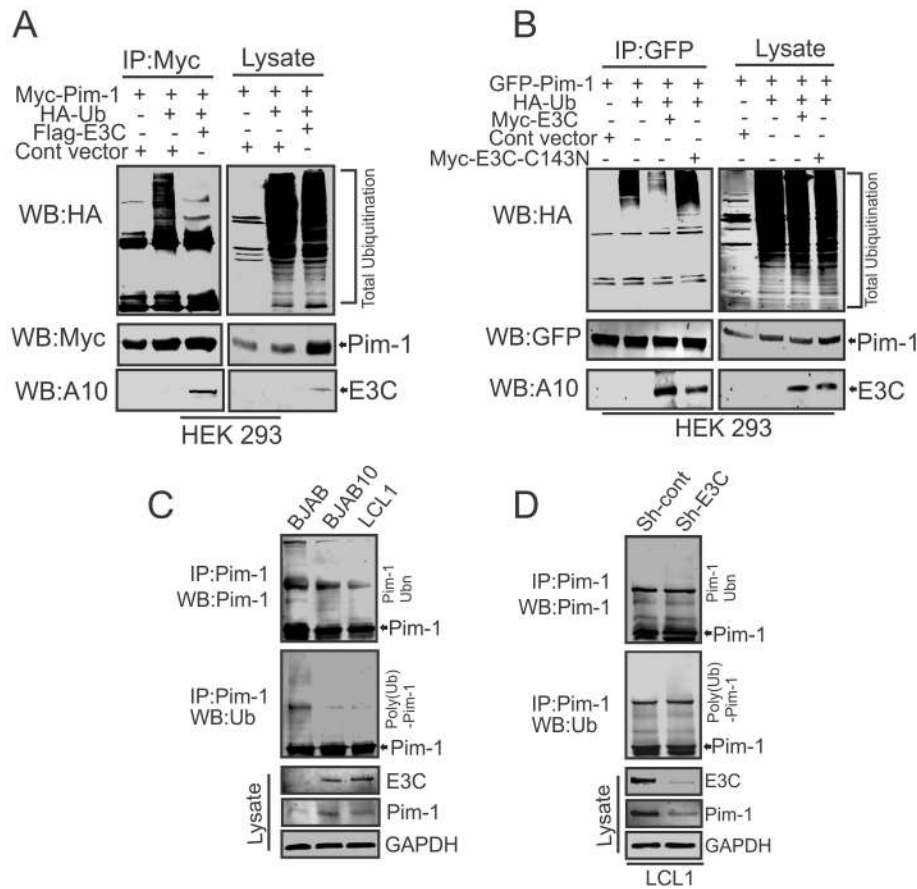 A
IP:Myc Lysate
Myc-Pim-1 + + + + + +
HA-Ub - + + - + +
Flag-E3C - - + - - +
Cont vector + + - + + -
WB:HA
Total Ubiquitination
WB:Myc
Pim-1
WB:A10
E3C
HEK 293
B
IP:GFP Lysate
GFP-Pim-1 + + + + + + + +
HA-Ub - + + + - + + +
Myc-E3C - - + - - - + -
Cont vector + - - - + - - -
Myc-E3C-C143N - - - + - - - +
WB:HA
Total Ubiquitination
WB:GFP
Pim-1
WB:A10
E3C
HEK 293
C
BJAB BJAB10 LCL1
IP:Pim-1
WB:Pim-1
Pim-1
Ubn
Pim-1
IP:Pim-1
WB:Ub
Poly(Ub)
-Pim-1
Pim-1
Lysate
E3C
Pim-1
GAPDH
D
Sh-cont Sh-E3C
IP:Pim-1
WB:Pim-1
Pim-1
Ubn
Pim-1
IP:Pim-1
WB:Ub
Poly(Ub)
-Pim-1
Pim-1
Lysate
E3C
Pim-1
GAPDH
LCL1